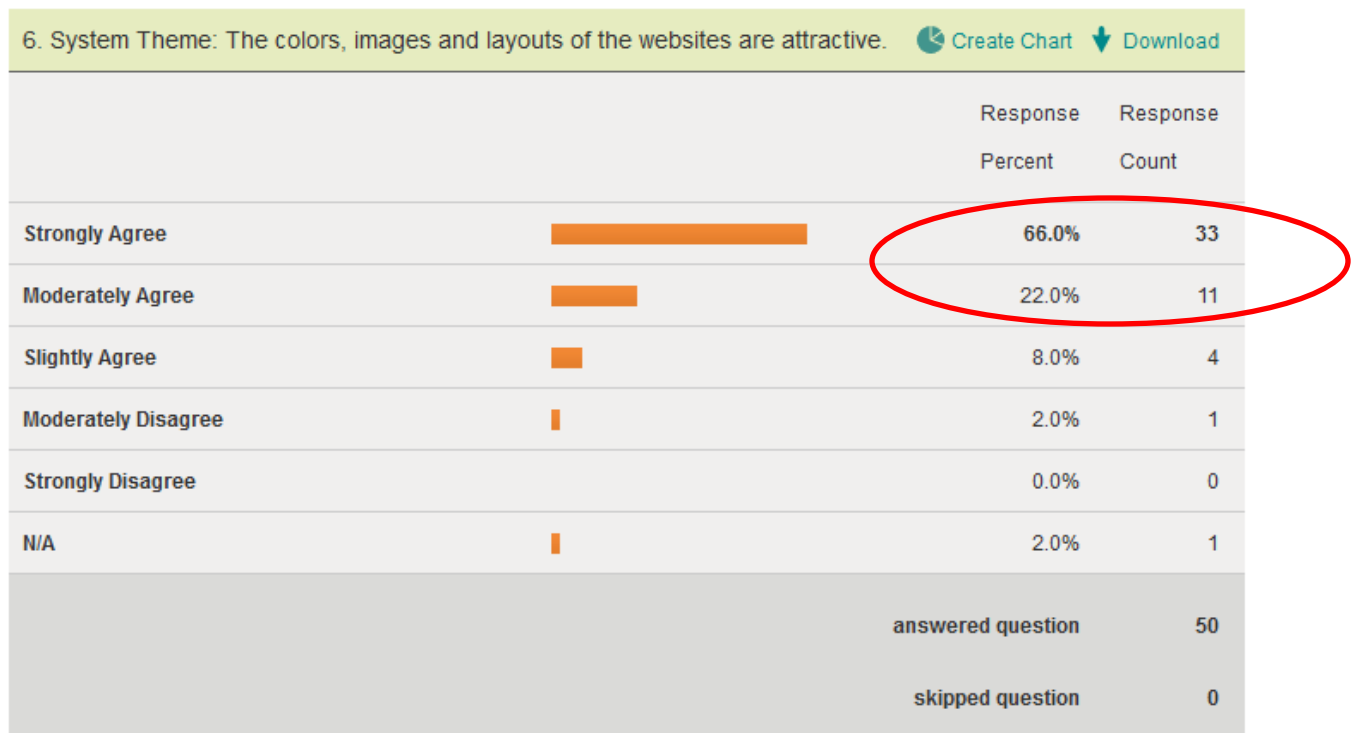 6. System Theme: The colors, images and layouts of the websites are attractive. Create Chart Download
Response Response
Percent Count
Strongly Agree 66.0% 33
Moderately Agree 22.0% 11
Slightly Agree 8.0% 4
Moderately Disagree 2.0% 1
Strongly Disagree 0.0% 0
N/A 2.0% 1
answered question 50
skipped question 0